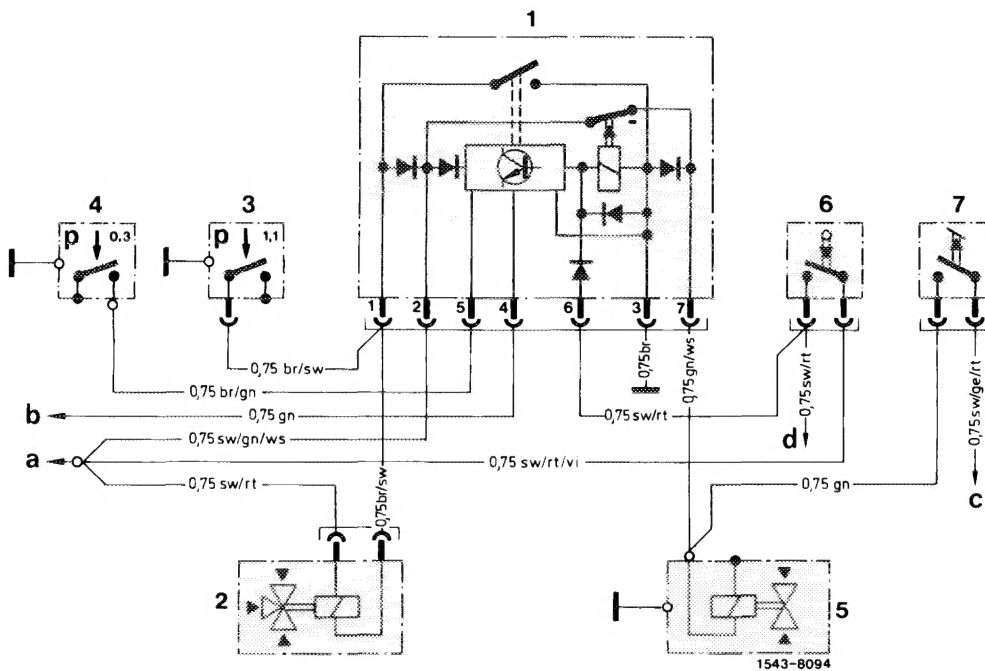 1
4
p 0,3
3
p 1,1
6
7
1 2 5 4 6 3 7
0,75 br/sw
0,75 br
0,75 gn/ws
0,75 sw/rt
0,75 sw/ge/rt
0,75 br/gn
b 0,75 gn
0,75 sw/rt
d
0,75 sw/gn/ws
a
0,75 sw/rt/vi
0,75 sw/rt
0,75 br/sw
0,75 gn
c
2
5
1543-8094